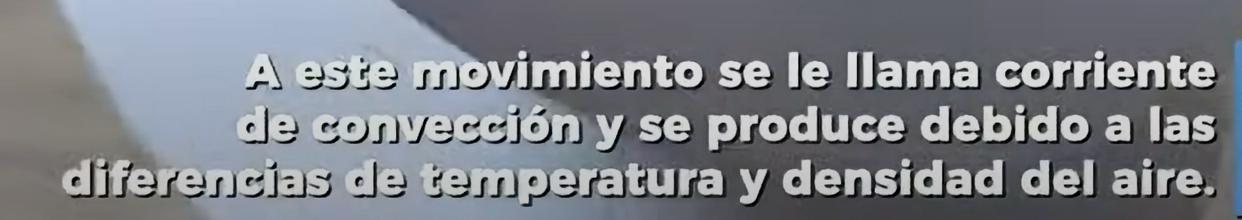 A este movimiento se le llama corriente
de convección y se produce debido a las
diferencias de temperatura y densidad del aire.